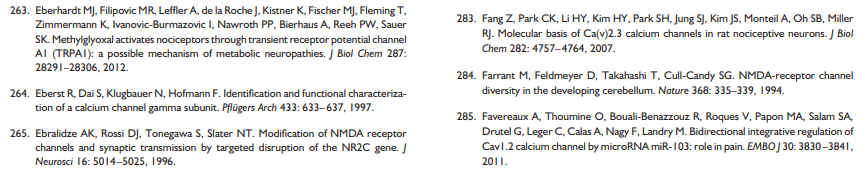 263. Eberhardt MJ, Filipovic MR, Leffler A, de la Roche J, Kistner K, Fischer MJ, Fleming T,
Zimmermann K, Ivanovic-Burmazovic I, Nawroth PP, Bierhaus A, Reeh PW, Sauer
SK. Methylglyoxal activates nociceptors through transient receptor potential channel
A1 (TRPA1): a possible mechanism of metabolic neuropathies. J Biol Chem 287:
28291–28306, 2012.
264. Eberst R, Dai S, Klugbauer N, Hofmann F. Identification and functional characteriza-
tion of a calcium channel gamma subunit. Pflügers Arch 433: 633–637, 1997.
265. Ebralidze AK, Rossi DJ, Tonegawa S, Slater NT. Modification of NMDA receptor
channels and synaptic transmission by targeted disruption of the NR2C gene. J
Neurosci 16: 5014–5025, 1996.
283. Fang Z, Park CK, Li HY, Kim HY, Park SH, Jung SJ, Kim JS, Monteil A, Oh SB, Miller
RJ. Molecular basis of Ca(v)2.3 calcium channels in rat nociceptive neurons. J Biol
Chem 282: 4757–4764, 2007.
284. Farrant M, Feldmeyer D, Takahashi T, Cull-Candy SG. NMDA-receptor channel
diversity in the developing cerebellum. Nature 368: 335–339, 1994.
285. Favereaux A, Thoumine O, Bouali-Benazzouz R, Roques V, Papon MA, Salam SA,
Drutel G, Leger C, Calas A, Nagy F, Landry M. Bidirectional integrative regulation of
Cav1.2 calcium channel by microRNA miR-103: role in pain. EMBO J 30: 3830–3841,
2011.